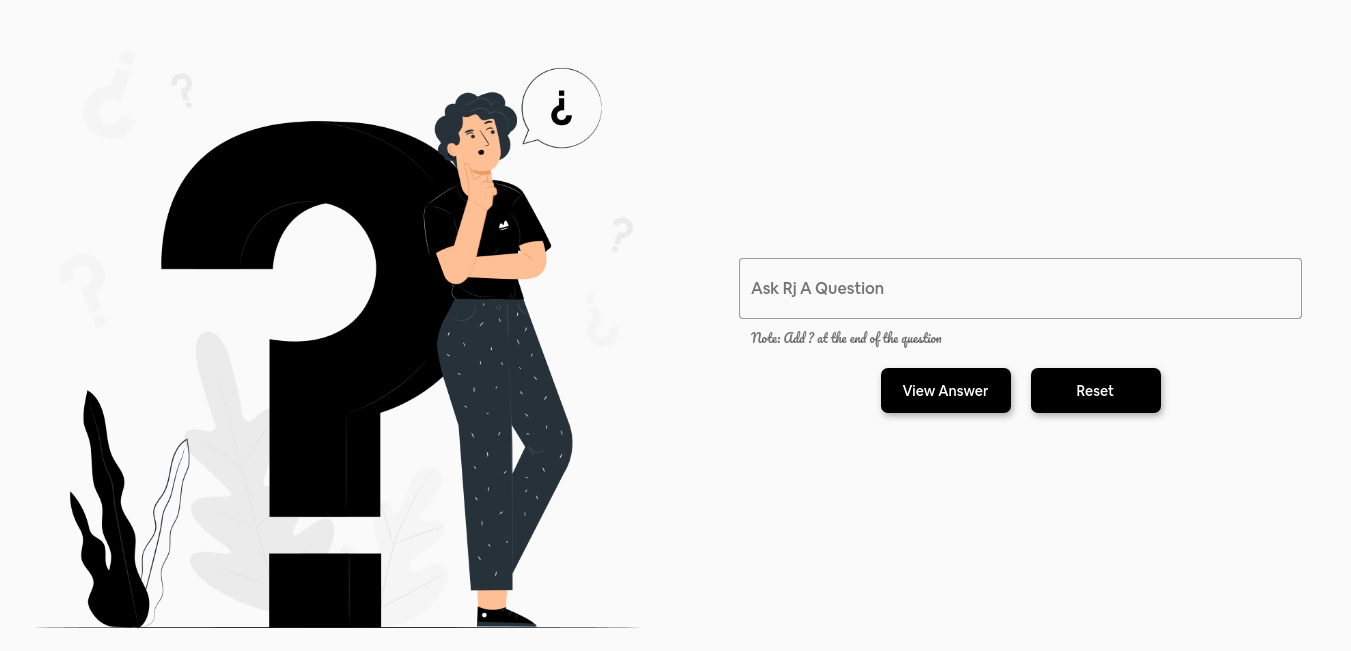 ¿
?
¿
?
?
?
¿
Ask Rj A Question
Note: Add ? at the end of the question
View Answer
Reset